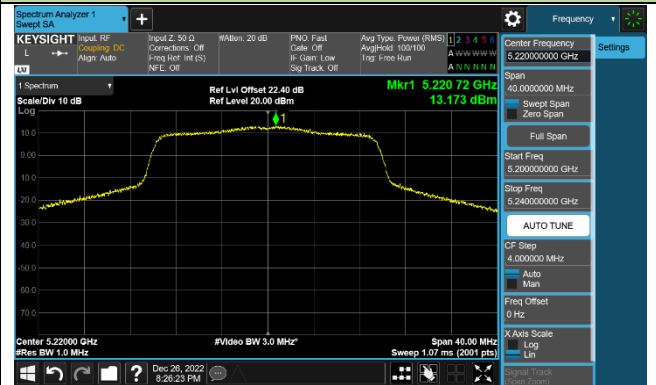 Spectrum Analyzer 1
Swept SA
Frequency
KEYSIGHT
L
Input: RF
Coupling: DC
Align: Auto
Input Z: 50 Ω
Corrections: Off
Freq Ref: Int (S)
NFE: Off
#Atten: 20 dB
PNO: Fast
Gate: Off
IF Gain: Low
Sig Track: Off
Avg Type: Power (RMS)
Avg|Hold: 100/100
Trig: Free Run
1 2 3 4 5 6
A W W W W W
A N N N N N
Center Frequency
5.220000000 GHz
Settings
Span
40.0000000 MHz
Swept Span
Zero Span
Full Span
Start Freq
5.200000000 GHz
Stop Freq
5.240000000 GHz
AUTO TUNE
CF Step
4.000000 MHz
Auto
Man
Freq Offset
0 Hz
X Axis Scale
Log
Lin
Signal Track
(Span Zoom)
1 Spectrum
Scale/Div 10 dB
Log
Ref Lvl Offset 22.40 dB
Ref Level 20.00 dBm
Mkr1 5.220 72 GHz
13.173 dBm
1
10.0
0.00
-10.0
-20.0
-30.0
-40.0
-50.0
-60.0
-70.0
Center 5.22000 GHz
#Res BW 1.0 MHz
#Video BW 3.0 MHz*
Span 40.00 MHz
Sweep 1.07 ms (2001 pts)
Dec 26, 2022
8:26:23 PM